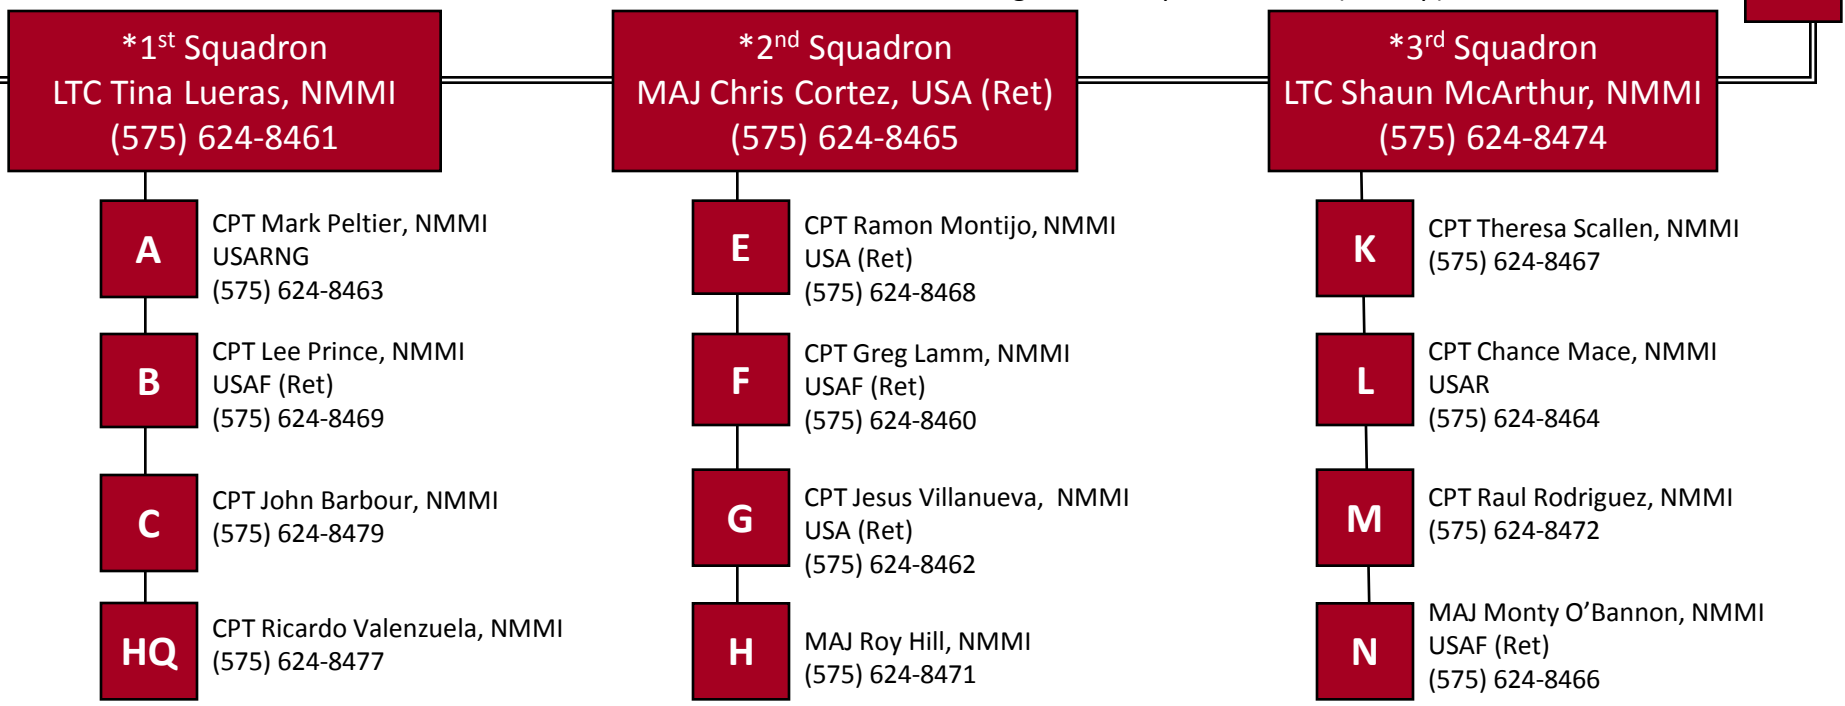 *1st Squadron
LTC Tina Lueras, NMMI
(575) 624-8461
A
CPT Mark Peltier, NMMI
USARNG
(575) 624-8463
B
CPT Lee Prince, NMMI
USAF (Ret)
(575) 624-8469
C
CPT John Barbour, NMMI
(575) 624-8479
HQ
CPT Ricardo Valenzuela, NMMI
(575) 624-8477
*2nd Squadron
MAJ Chris Cortez, USA (Ret)
(575) 624-8465
E
CPT Ramon Montijo, NMMI
USA (Ret)
(575) 624-8468
F
CPT Greg Lamm, NMMI
USAF (Ret)
(575) 624-8460
G
CPT Jesus Villanueva,  NMMI
USA (Ret)
(575) 624-8462
H
MAJ Roy Hill, NMMI
(575) 624-8471
*3rd Squadron
LTC Shaun McArthur, NMMI
(575) 624-8474
K
CPT Theresa Scallen, NMMI
(575) 624-8467
L
CPT Chance Mace, NMMI
USAR
(575) 624-8464
M
CPT Raul Rodriguez, NMMI
(575) 624-8472
N
MAJ Monty O’Bannon, NMMI
USAF (Ret)
(575) 624-8466